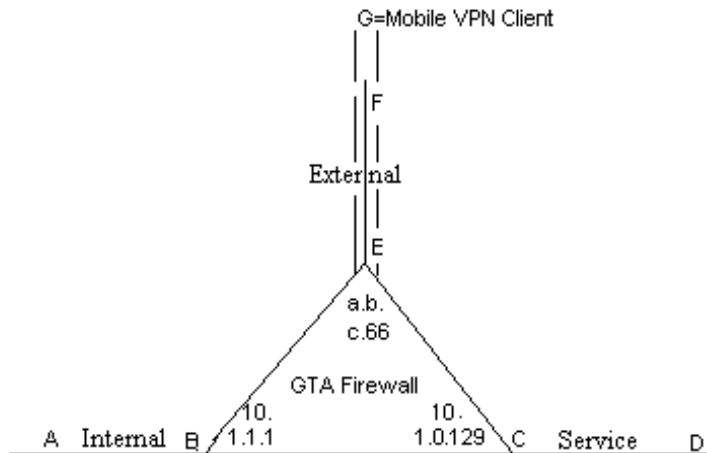 G=Mobile VPN Client
F
External
E
a.b.
c.66
GTA Firewall
10.
1.1.1
10.
1.0.129
A Internal B
C Service D